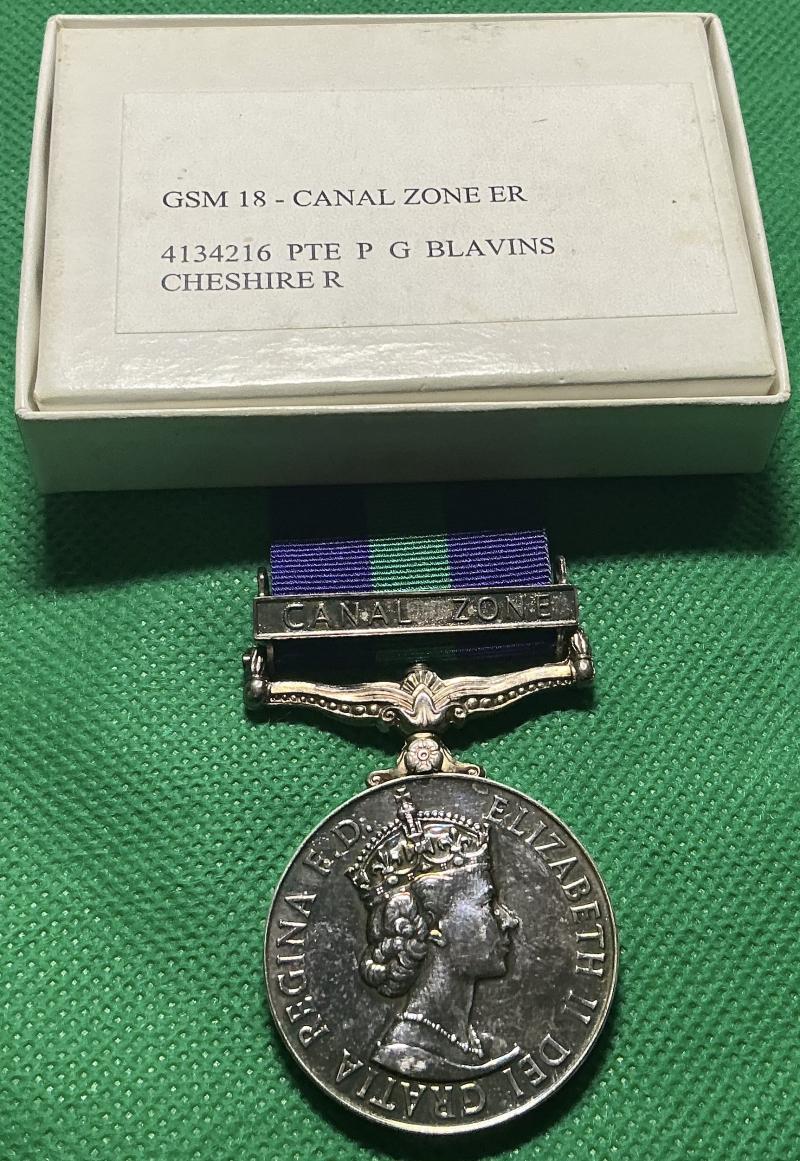 GSM 18 - CANAL ZONE ER
4134216 PTE P G BLAVINS
CHESHIRE R
CANAL ZONE
ELIZABETH II DEI GRATIA REGINA F.D.